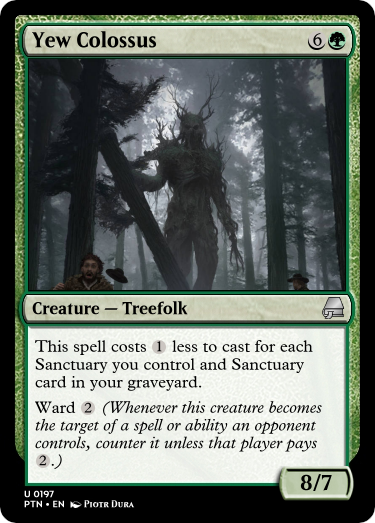 Yew Colossus 6
Creature — Treefolk
This spell costs 1 less to cast for each
Sanctuary you control and Sanctuary
card in your graveyard.
Ward 2 (Whenever this creature becomes
the target of a spell or ability an opponent
controls, counter it unless that player pays
2.)
8/7
U 0197
PTN • EN Piotr Dura